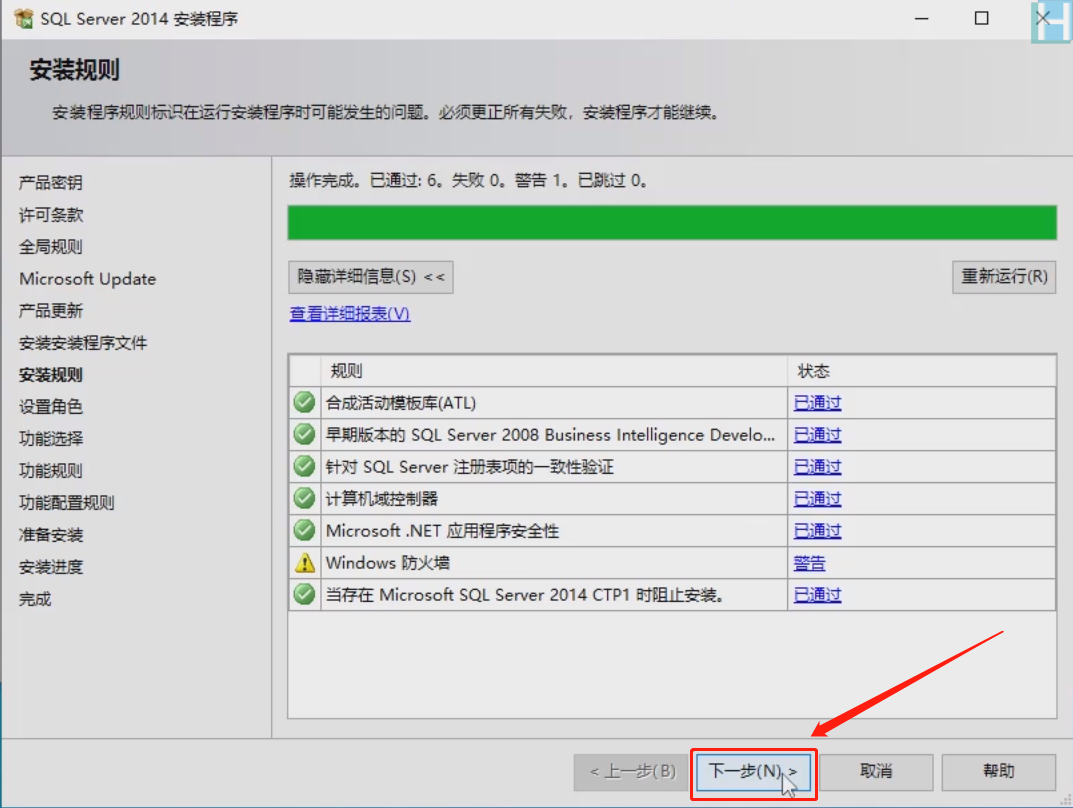 SQL Server 2014 安装程序
安装规则
安装程序规则标识在运行安装程序时可能发生的问题。必须更正所有失败，安装程序才能继续。
产品密钥
许可条款
全局规则
Microsoft Update
产品更新
安装安装程序文件
安装规则
设置角色
功能选择
功能规则
功能配置规则
准备安装
安装进度
完成
操作完成。已通过: 6。失败 0。警告 1。已跳过 0。
隐藏详细信息(S) <<
重新运行(R)
查看详细报表(V)
规则 状态
合成活动模板库(ATL) 已通过
早期版本的 SQL Server 2008 Business Intelligence Develo... 已通过
针对 SQL Server 注册表项的一致性验证 已通过
计算机域控制器 已通过
Microsoft .NET 应用程序安全性 已通过
Windows 防火墙 警告
当存在 Microsoft SQL Server 2014 CTP1 时阻止安装。 已通过
< 上一步(B) 下一步(N) > 取消 帮助